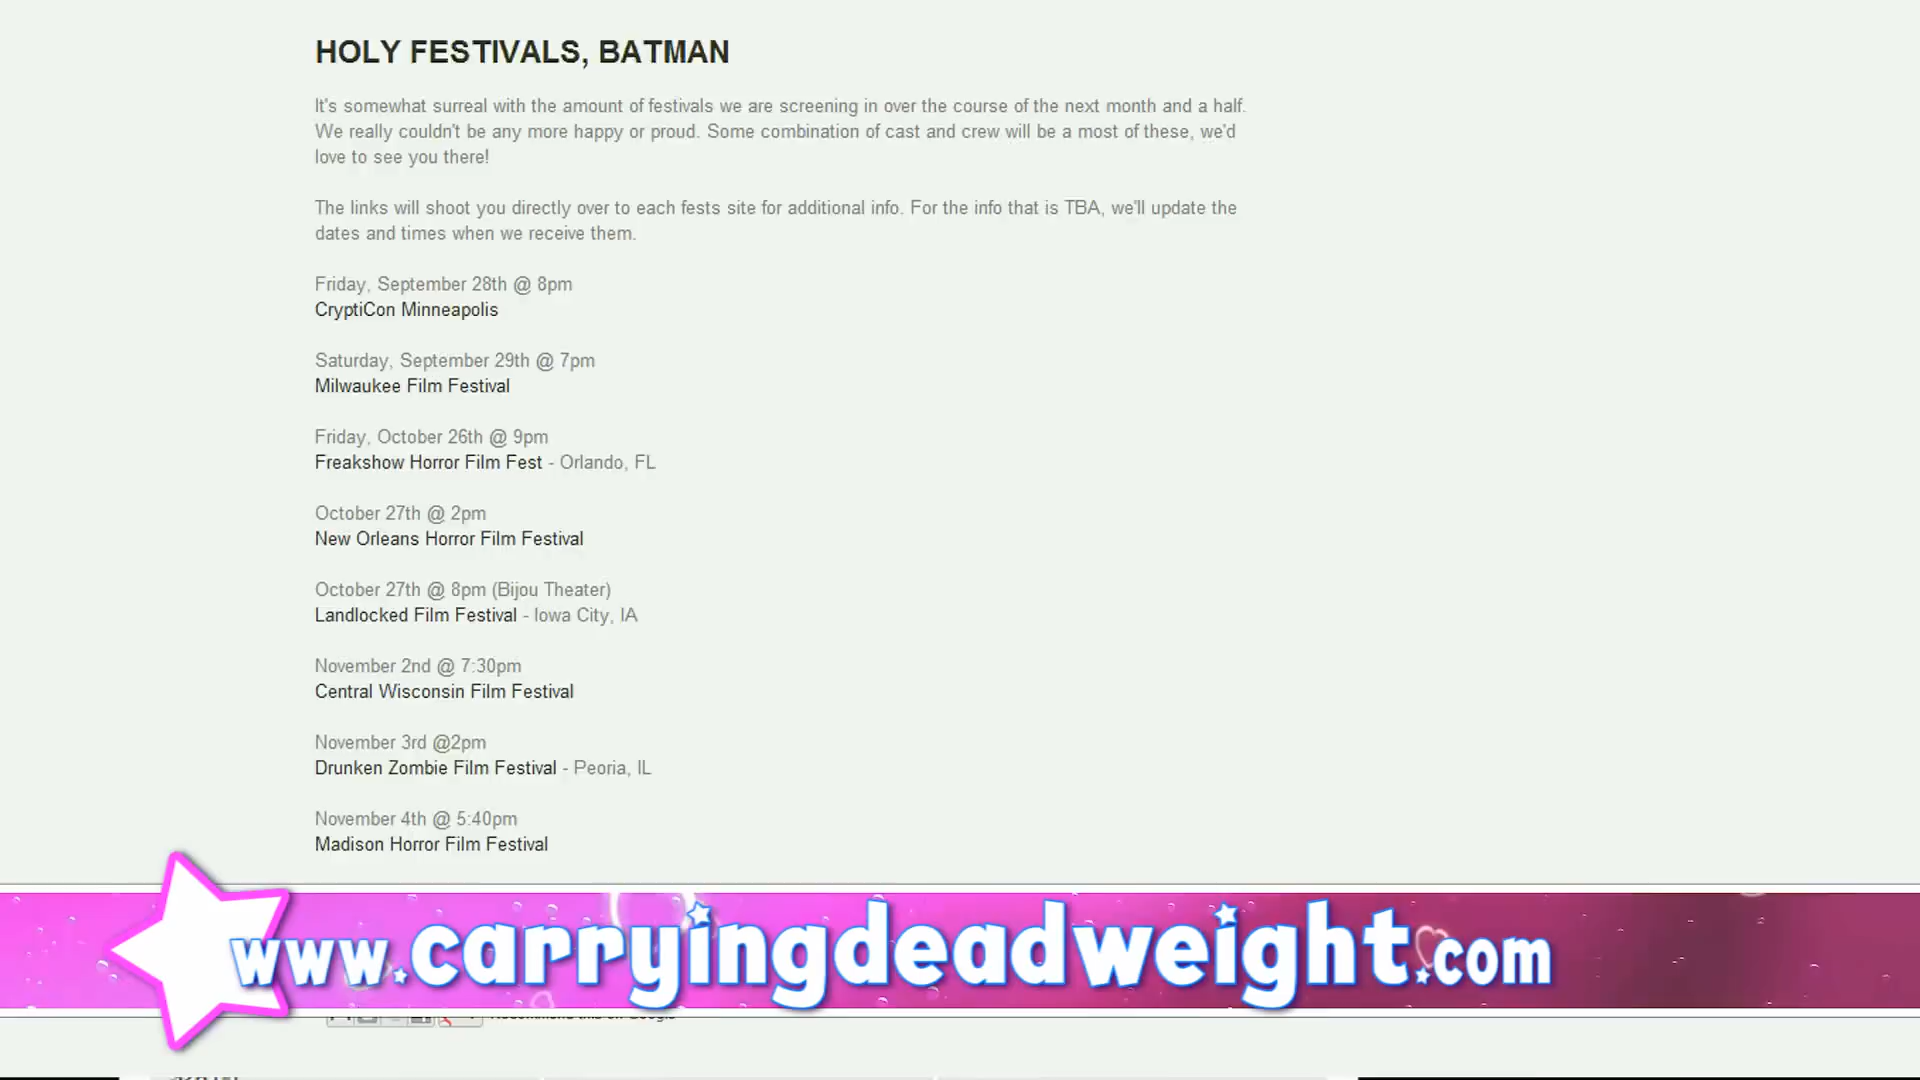 HOLY FESTIVALS, BATMAN
It's somewhat surreal with the amount of festivals we are screening in over the course of the next month and a half.
We really couldn't be any more happy or proud. Some combination of cast and crew will be a most of these, we'd
love to see you there!
The links will shoot you directly over to each fests site for additional info. For the info that is TBA, we'll update the
dates and times when we receive them.
Friday, September 28th @ 8pm
CryptiCon Minneapolis
Saturday, September 29th @ 7pm
Milwaukee Film Festival
Friday, October 26th @ 9pm
Freakshow Horror Film Fest - Orlando, FL
October 27th @ 2pm
New Orleans Horror Film Festival
October 27th @ 8pm (Bijou Theater)
Landlocked Film Festival - Iowa City, IA
November 2nd @ 7:30pm
Central Wisconsin Film Festival
November 3rd @2pm
Drunken Zombie Film Festival - Peoria, IL
November 4th @ 5:40pm
Madison Horror Film Festival
www.carryingdeadweight.com